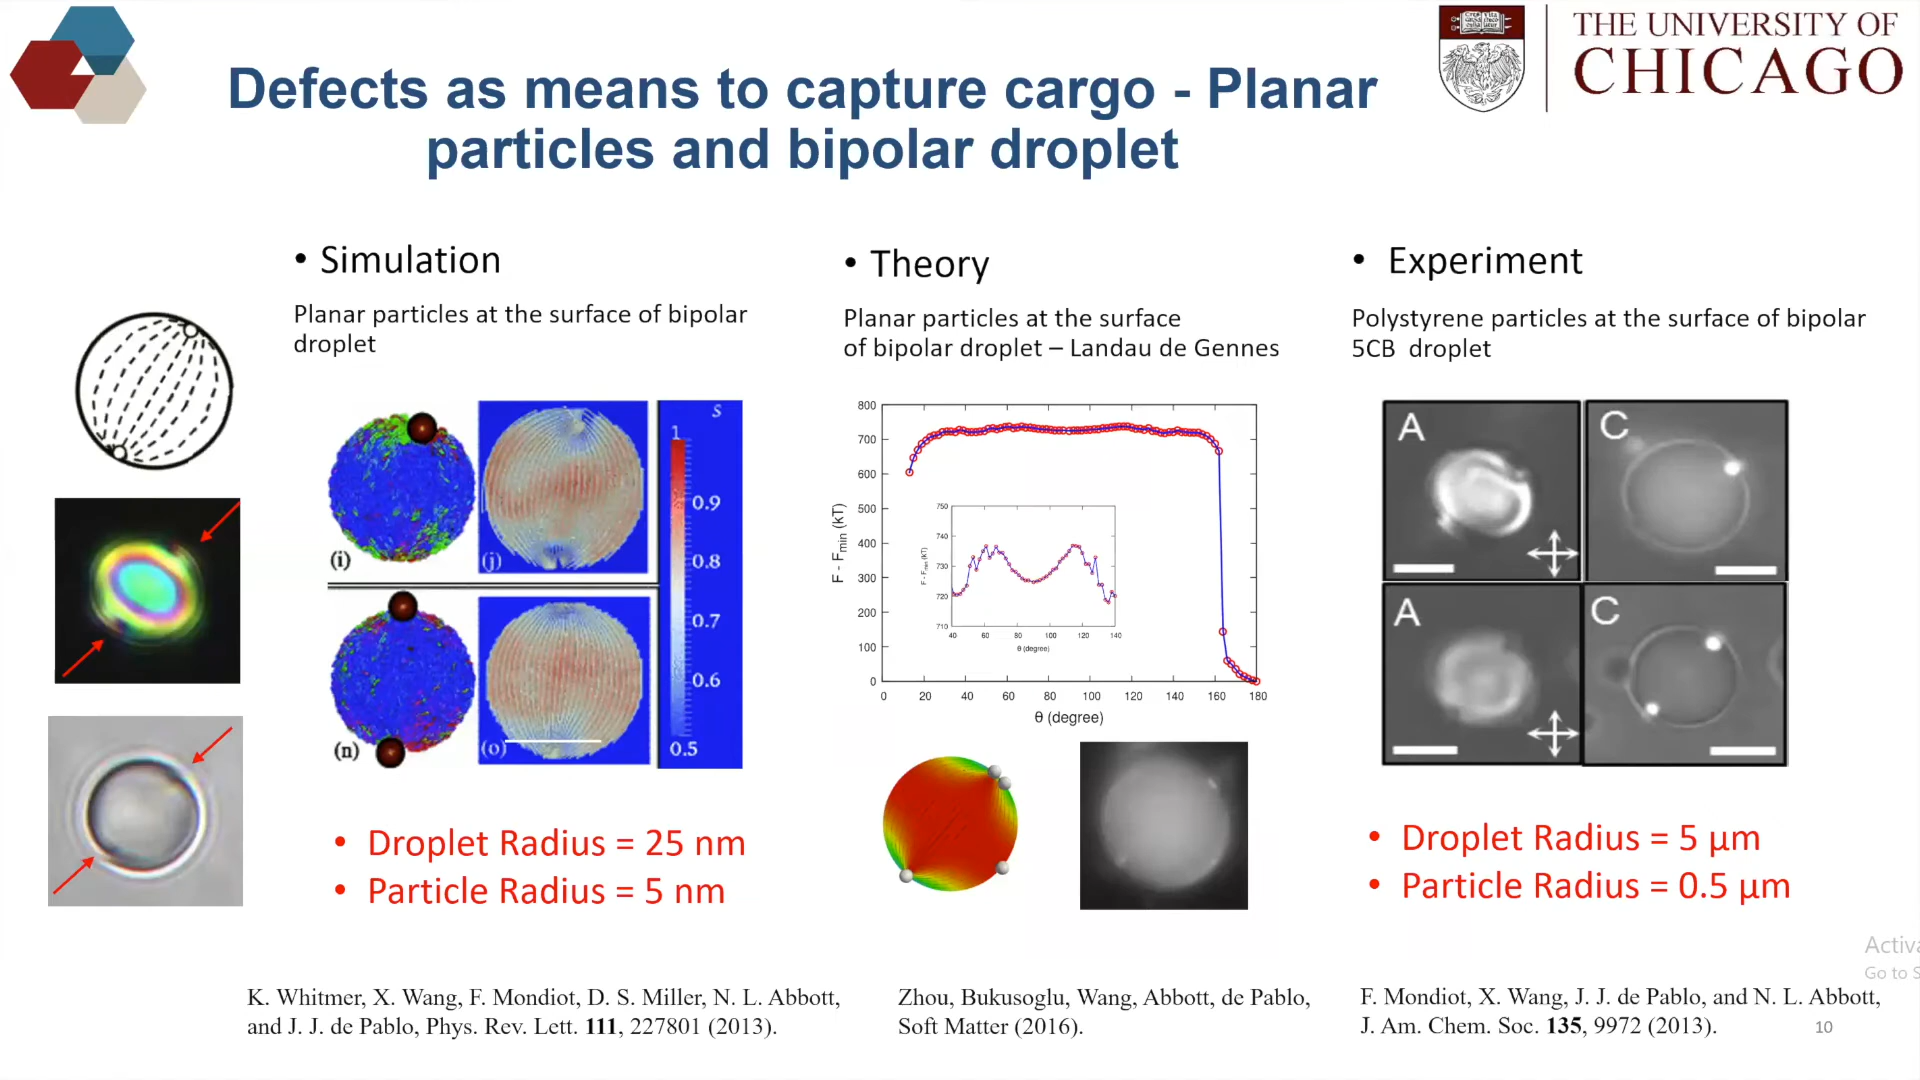 THE UNIVERSITY OF
CHICAGO
Defects as means to capture cargo - Planar
particles and bipolar droplet
• Simulation
Planar particles at the surface of bipolar
droplet
(i)
(j)
(n)
(o)
S
1
0.9
0.8
0.7
0.6
0.5
• Droplet Radius = 25 nm
• Particle Radius = 5 nm
K. Whitmer, X. Wang, F. Mondiot, D. S. Miller, N. L. Abbott,
and J. J. de Pablo, Phys. Rev. Lett. 111, 227801 (2013).
• Theory
Planar particles at the surface
of bipolar droplet – Landau de Gennes
800
700
600
500
400
300
200
100
0
F - Fmin (kT)
0 20 40 60 80 100 120 140 160 180
θ (degree)
750
740
730
720
710
F - Fmin (kT)
40 60 80 100 120 140
θ (degree)
Zhou, Bukusoglu, Wang, Abbott, de Pablo,
Soft Matter (2016).
• Experiment
Polystyrene particles at the surface of bipolar
5CB droplet
A
C
A
C
• Droplet Radius = 5 μm
• Particle Radius = 0.5 μm
F. Mondiot, X. Wang, J. J. de Pablo, and N. L. Abbott,
J. Am. Chem. Soc. 135, 9972 (2013).
10
Activa
Go to S